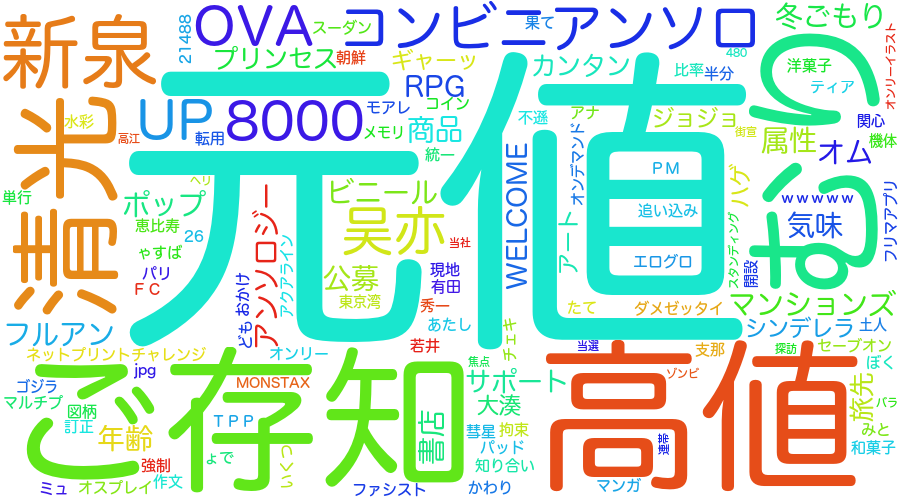 新泉
21488
OVA
スーダン
コンビニアンソロ
果て
冬ごもり
オンリーイラスト
プリンセス
朝鮮
ギャーツ
カンタン
480
比率
半分
洋菓子
ティア
清光
水彩
高江
UP
8000
転用
モアレ
RPG
コイン
メモリ
商品
統一
元値
不遜
アナ
ジョジョ
街宣
むり
属性
関心
機体
オム
単行
ヘリ
ポップ
恵比寿
ビニール
呉亦
当社
WELCOME
オンデマンド
PM
追い込み
ハゲ
wwwww
気味
フリマアプリ
26
ゃすば
パリ
FC
おかけ
ども
アンソロジー
アクアライン
公募
東京湾
現地
有田
アート
エログロ
スタンディング
開設
フルアン
あたし
秀一
若井
チェキ
たて
ダメゼッタイ
マンションズ
シンデレラ
土人
ネットプリントチャレンジ
jpg
オンリー
焦点
当選
支那
探訪
セーブオン
ぼく
ゴジラ
マルチプ
図柄
訂正
ご存知
MONSTAX
TPP
書店
サポート
大湊
高値
ゾンビ
旅先
バラ
みと
年齢
強制
ょで
いくつ
彗星
拘束
パッド
知り合い
連帯
和菓子
ミュ
オスプレイ
作文
ファシスト
かわり
マンガ